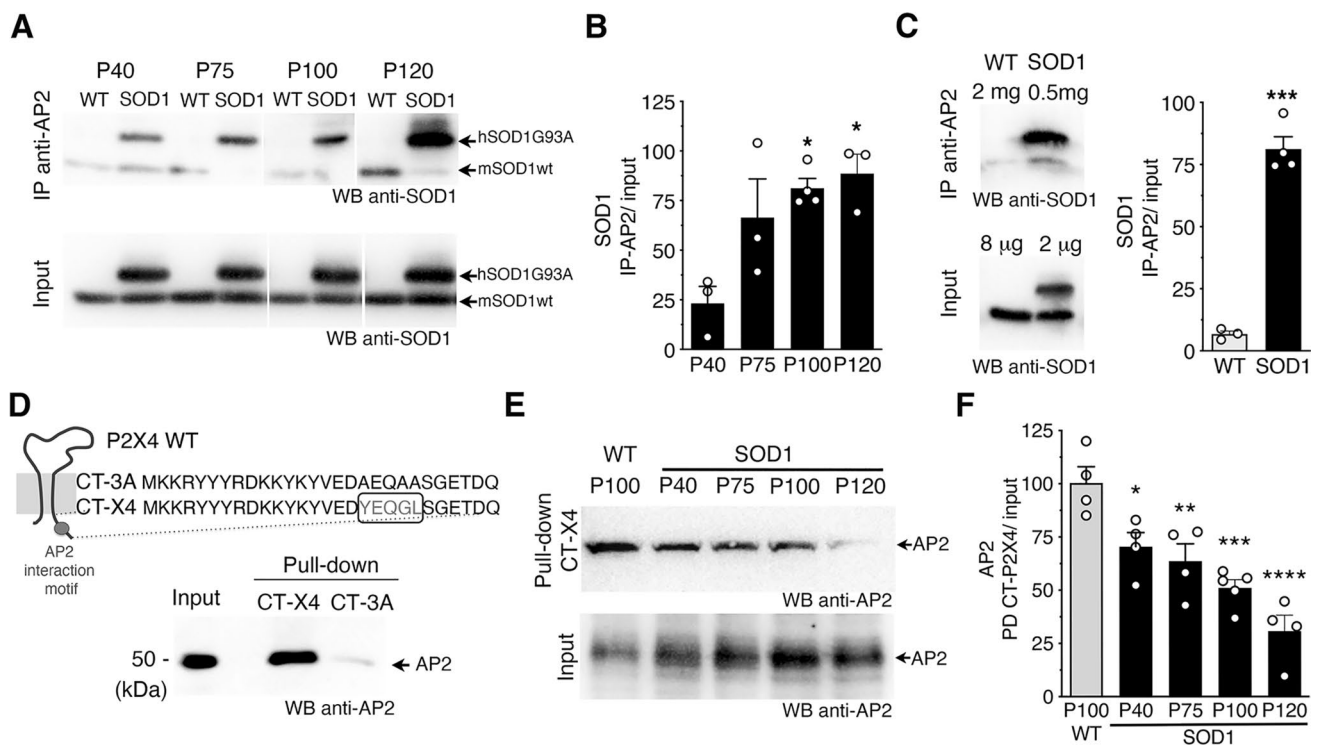 A
P40 P75 P100 P120
WT SOD1 WT SOD1 WT SOD1 WT SOD1
IP anti-AP2
hSOD1G93A
mSOD1wt
WB anti-SOD1
Input
hSOD1G93A
mSOD1wt
WB anti-SOD1
B
SOD1
IP-AP2/ input
125
100
75
50
25
0
* *
P40 P75 P100 P120
C
WT SOD1
2 mg 0.5mg
IP anti-AP2
WB anti-SOD1
8 µg 2 µg
Input
WB anti-SOD1
SOD1
IP-AP2/ input
100
75
50
25
0
***
WT SOD1
D
P2X4 WT
CT-3A MKKRYYYRDKKYKYVEDAEQAASGETDQ
CT-X4 MKKRYYYRDKKYKYVEDYEQGLSGETDQ
AP2
interaction
motif
Pull-down
Input CT-X4 CT-3A
50 -
(kDa)
AP2
WB anti-AP2
E
WT SOD1
P100 P40 P75 P100 P120
Pull-down
CT-X4
AP2
WB anti-AP2
Input
AP2
WB anti-AP2
F
AP2
PD CT-P2X4/ input
125
100
75
50
25
0
* ** *** ****
P100 P40 P75 P100 P120
WT SOD1